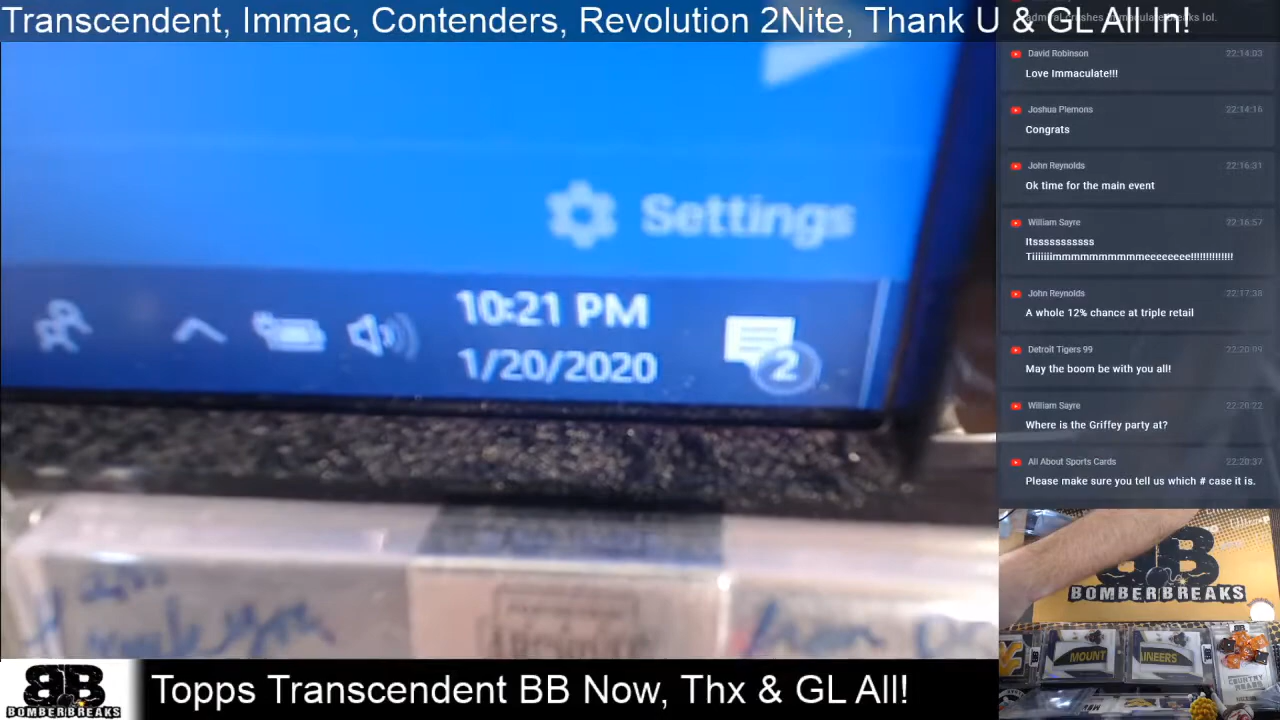 Transcendent, Immac, Contenders, Revolution 2Nite, Thank U & GL All In!
Settings
10:21 PM
1/20/2020
2
David Robinson 22:14:03
Love Immaculate!!!
Joshua Plemons 22:14:16
Congrats
John Reynolds 22:16:31
Ok time for the main event
William Sayre 22:16:57
Itsssssssssss
Tiiiiiiimmmmmmmmmmeeeeeeee!!!!!!!!!!!!!!
John Reynolds 22:17:38
A whole 12% chance at triple retail
Detroit Tigers 99 22:20:09
May the boom be with you all!
William Sayre 22:20:22
Where is the Griffey party at?
All About Sports Cards 22:20:37
Please make sure you tell us which # case it is.
BB
BOMBERBREAKS
MOUNT
AINEERS
BB
BOMBERBREAKS
Topps Transcendent BB Now, Thx & GL All!